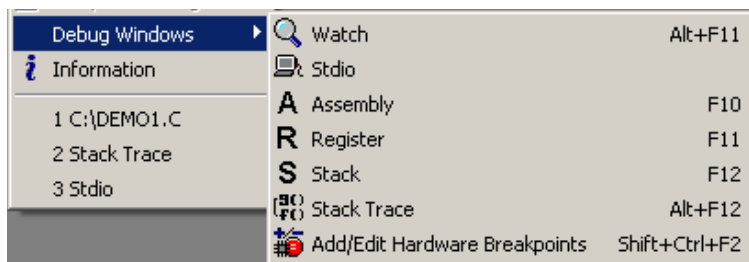 Debug Windows
Information
1 C:\DEMO1.C
2 Stack Trace
3 Stdio
Watch Alt+F11
Stdio
A Assembly F10
R Register F11
S Stack F12
Stack Trace Alt+F12
Add/Edit Hardware Breakpoints Shift+Ctrl+F2